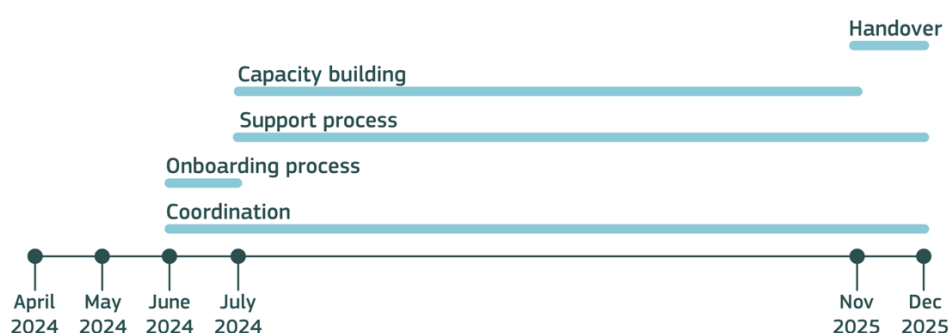 Handover
Capacity building
Support process
Onboarding process
Coordination
April May June July Nov Dec
2024 2024 2024 2024 2025 2025